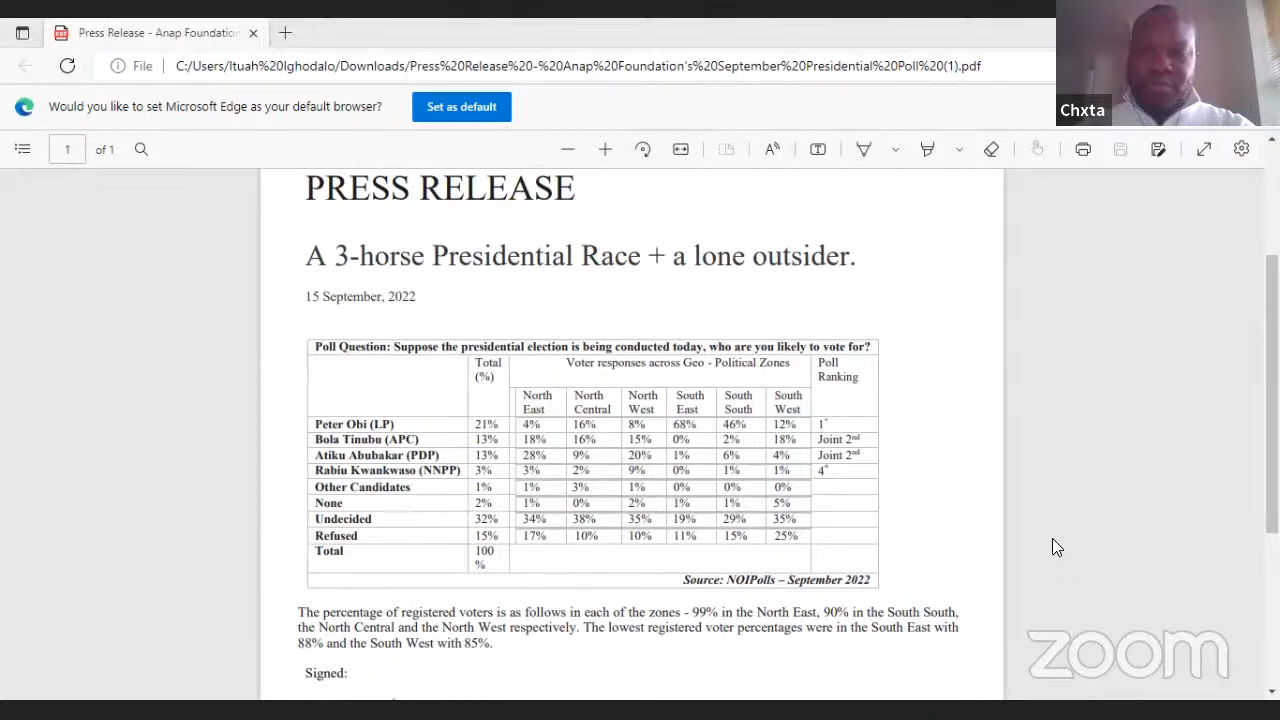 Press Release - Anap Foundation
File
C:/Users/Ituah%20Ighodalo/Downloads/Press%20Release%20-%20Anap%20Foundation's%20September%20Presidential%20Poll%20(1).pdf
Chxta
Would you like to set Microsoft Edge as your default browser?
Set as default
1 of 1
PRESS RELEASE
A 3-horse Presidential Race + a lone outsider.
15 September, 2022
Poll Question: Suppose the presidential election is being conducted today, who are you likely to vote for?
Total (%) Voter responses across Geo - Political Zones Poll Ranking
North East North Central North West South East South South South West
Peter Obi (LP) 21% 4% 16% 8% 68% 46% 12% 1
Bola Tinubu (APC) 13% 18% 16% 15% 0% 2% 18% Joint 2nd
Atiku Abubakar (PDP) 13% 28% 9% 20% 1% 6% 4% Joint 2nd
Rabiu Kwankwaso (NNPP) 3% 3% 2% 9% 0% 1% 1% 4
Other Candidates 1% 1% 3% 1% 0% 0% 0%
None 2% 1% 0% 2% 1% 1% 5%
Undecided 32% 34% 38% 35% 19% 29% 35%
Refused 15% 17% 10% 10% 11% 15% 25%
Total 100 %
Source: NOIPolls – September 2022
The percentage of registered voters is as follows in each of the zones - 99% in the North East, 90% in the South South,
the North Central and the North West respectively. The lowest registered voter percentages were in the South East with
88% and the South West with 85%.
Signed:
zoom